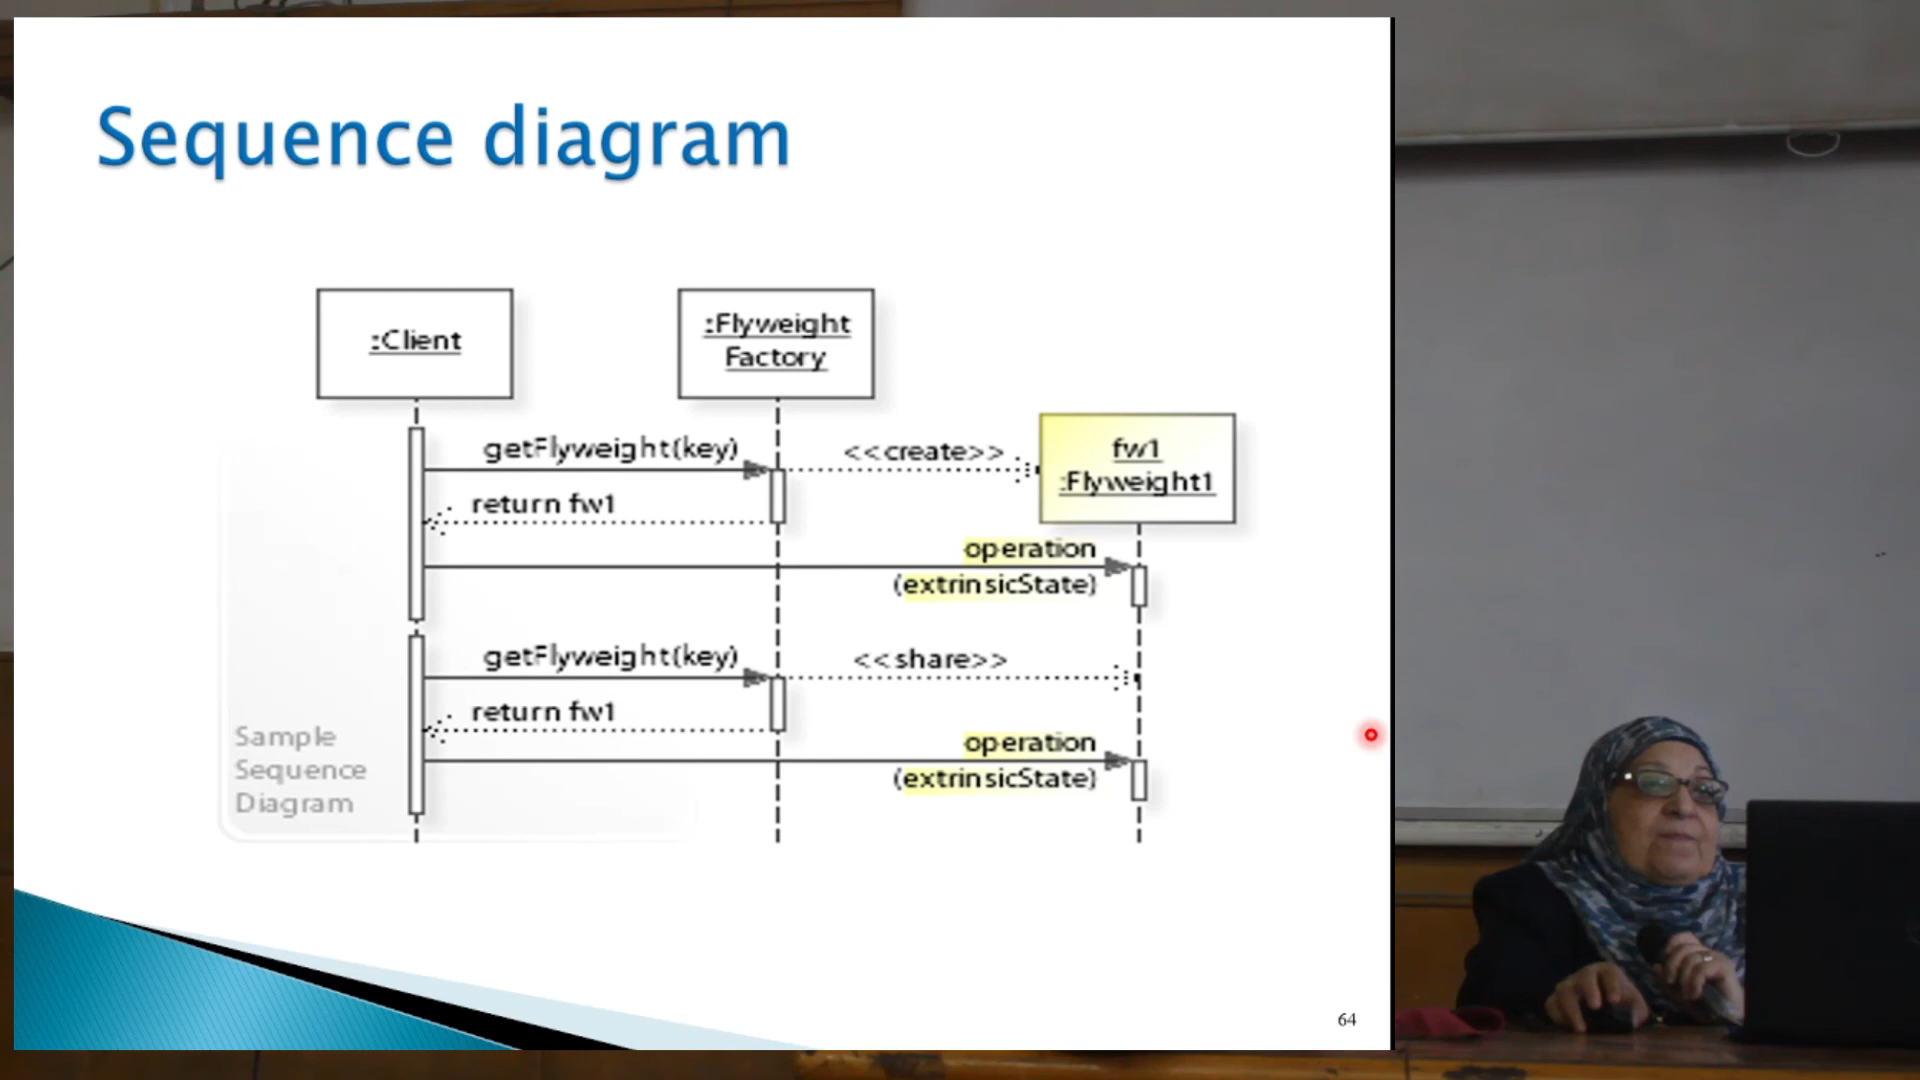 Sequence diagram
:Client
:Flyweight
Factory
getFlyweight(key)
<<create>>
fw1
:Flyweight1
return fw1
operation
(extrinsicState)
getFlyweight(key)
<<share>>
return fw1
operation
(extrinsicState)
Sample
Sequence
Diagram
64